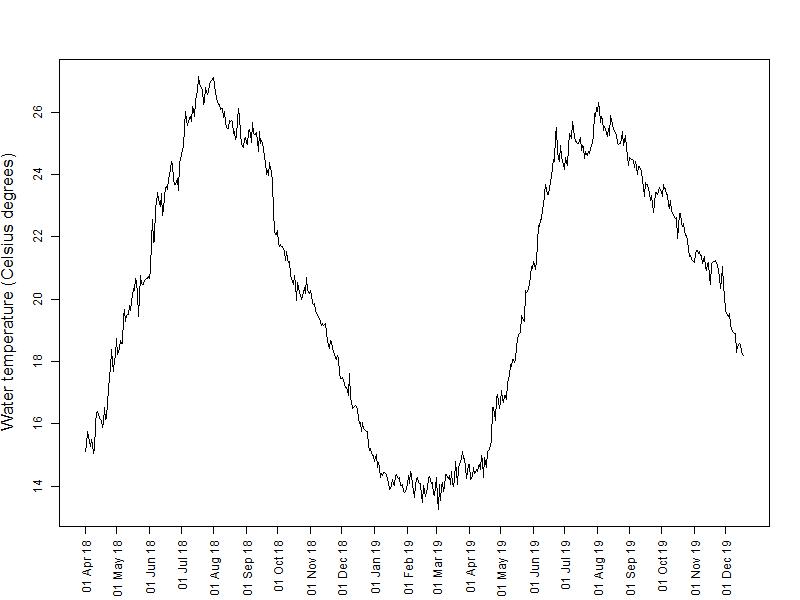 Water temperature (Celsius degrees)
26
24
22
20
18
16
14
01 Apr 18
01 May 18
01 Jun 18
01 Jul 18
01 Aug 18
01 Sep 18
01 Oct 18
01 Nov 18
01 Dec 18
01 Jan 19
01 Feb 19
01 Mar 19
01 Apr 19
01 May 19
01 Jun 19
01 Jul 19
01 Aug 19
01 Sep 19
01 Oct 19
01 Nov 19
01 Dec 19